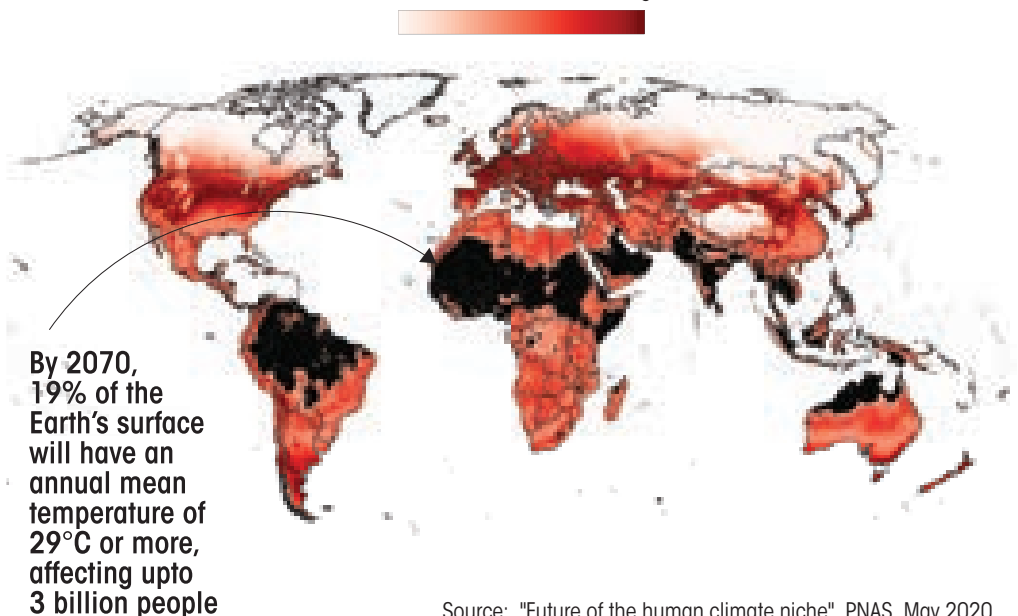 By 2070,
19% of the
Earth's surface
will have an
annual mean
temperature of
29°C or more,
affecting upto
3 billion people
Source: "Future of the human climate niche", PNAS, May 2020